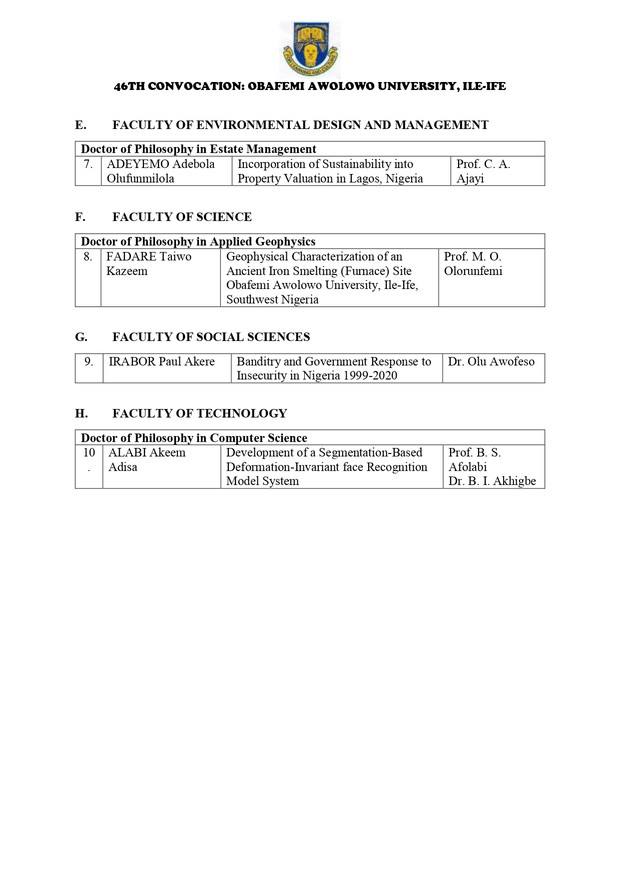 46TH CONVOCATION: OBAFEMI AWOLOWO UNIVERSITY, ILE-IFE
E. FACULTY OF ENVIRONMENTAL DESIGN AND MANAGEMENT
Doctor of Philosophy in Estate Management
7. ADEYEMO Adebola Incorporation of Sustainability into Prof. C. A.
Olufunmilola Property Valuation in Lagos, Nigeria Ajayi
F. FACULTY OF SCIENCE
Doctor of Philosophy in Applied Geophysics
8. FADARE Taiwo Geophysical Characterization of an Prof. M. O.
Kazeem Ancient Iron Smelting (Furnace) Site Olorunfemi
Obafemi Awolowo University, Ile-Ife,
Southwest Nigeria
G. FACULTY OF SOCIAL SCIENCES
9. IRABOR Paul Akere Banditry and Government Response to Dr. Olu Awofeso
Insecurity in Nigeria 1999-2020
H. FACULTY OF TECHNOLOGY
Doctor of Philosophy in Computer Science
10 ALABI Akeem Development of a Segmentation-Based Prof. B. S.
. Adisa Deformation-Invariant face Recognition Afolabi
Model System Dr. B. I. Akhigbe